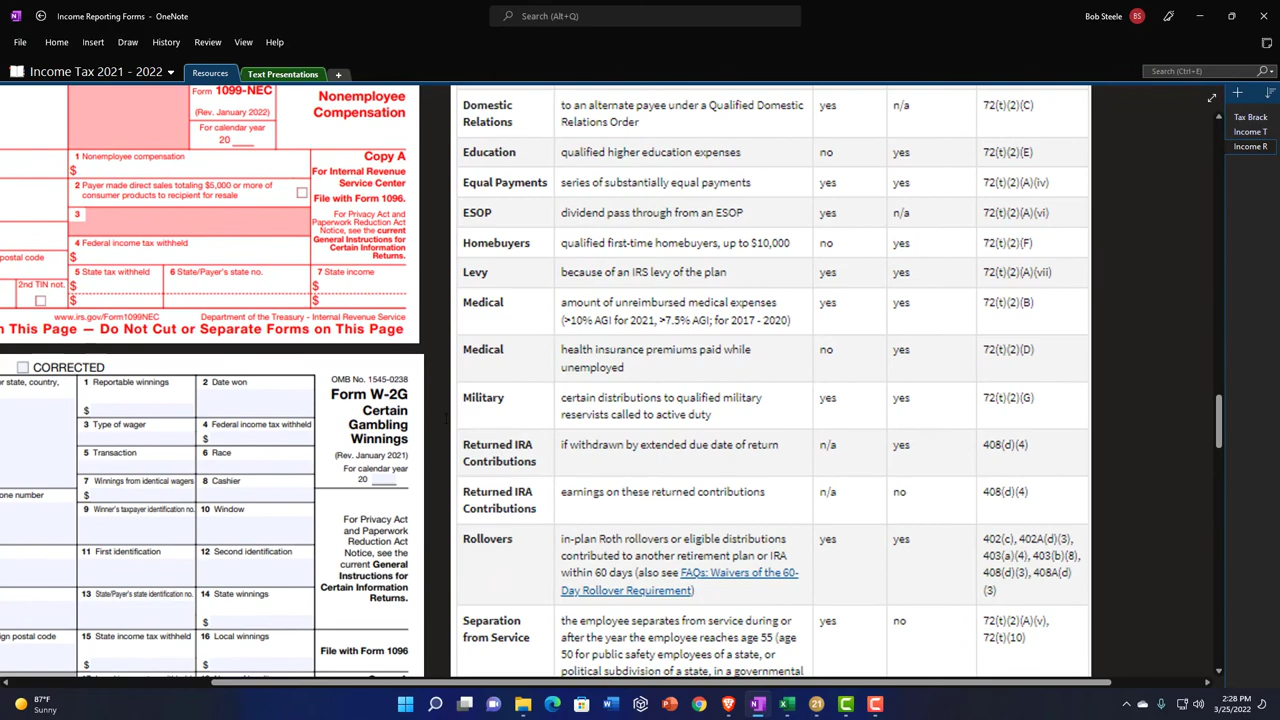 Income Reporting Forms - OneNote
Search (Alt+Q)
Bob Steele
BS
File Home Insert Draw History Review View Help
Income Tax 2021 - 2022
Resources
Text Presentations
Search (Ctrl+E)
Tax Brack
Income T
Income R
Form 1099-NEC
(Rev. January 2022)
For calendar year
20
Nonemployee
Compensation
1 Nonemployee compensation
$
Copy A
For Internal Revenue
Service Center
2 Payer made direct sales totaling $5,000 or more of
consumer products to recipient for resale
File with Form 1096.
3
For Privacy Act and
Paperwork Reduction Act
Notice, see the current
General Instructions for
Certain Information
Returns.
4 Federal income tax withheld
$
postal code
5 State tax withheld
6 State/Payer's state no.
7 State income
2nd TIN not.
$
$
$
$
www.irs.gov/Form1099NEC
Department of the Treasury - Internal Revenue Service
n This Page — Do Not Cut or Separate Forms on This Page
CORRECTED
or state, country,
1 Reportable winnings
$
2 Date won
OMB No. 1545-0238
Form W-2G
Certain
Gambling
Winnings
(Rev. January 2021)
For calendar year
20
3 Type of wager
4 Federal income tax withheld
$
5 Transaction
6 Race
7 Winnings from identical wagers
$
8 Cashier
one number
9 Winner's taxpayer identification no.
10 Window
For Privacy Act
and Paperwork
Reduction Act
Notice, see the
current General
Instructions for
Certain Information
Returns.
11 First identification
12 Second identification
13 State/Payer's state identification no.
14 State winnings
$
ign postal code
15 State income tax withheld
$
16 Local winnings
$
File with Form 1096
Domestic
Relations
to an alternate payee under a Qualified Domestic
Relations Order
yes n/a 72(t)(2)(C)
Education qualified higher education expenses no yes 72(t)(2)(E)
Equal Payments series of substantially equal payments yes yes 72(t)(2)(A)(iv)
ESOP dividend pass through from an ESOP yes n/a 72(t)(2)(A)(vi)
Homebuyers qualified first-time homebuyers, up to $10,000 no yes 72(t)(2)(F)
Levy because of an IRS levy of the plan yes yes 72(t)(2)(A)(vii)
Medical amount of unreimbursed medical expenses yes yes 72(t)(2)(B)
(>10% AGI for 2021, >7.5% AGI; for 2017 - 2020)
Medical health insurance premiums paid while no yes 72(t)(2)(D)
unemployed
Military certain distributions to qualified military yes yes 72(t)(2)(G)
reservists called to active duty
Returned IRA if withdrawn by extended due date of return n/a yes 408(d)(4)
Contributions
Returned IRA earnings on these returned contributions n/a no 408(d)(4)
Contributions
Rollovers in-plan Roth rollovers or eligible distributions yes yes 402(c), 402A(d)(3),
contributed to another retirement plan or IRA 403(a)(4), 403(b)(8),
within 60 days (also see FAQs: Waivers of the 60- 408(d)(3), 408A(d)
Day Rollover Requirement) (3)
Separation the employee separates from service during or yes no 72(t)(2)(A)(v),
from Service after the year the employee reaches age 55 (age 72(t)(10)
50 for public safety employees of a state, or
political subdivision of a state, in a governmental
87°F
Sunny
21
2:28 PM
3/25/2022